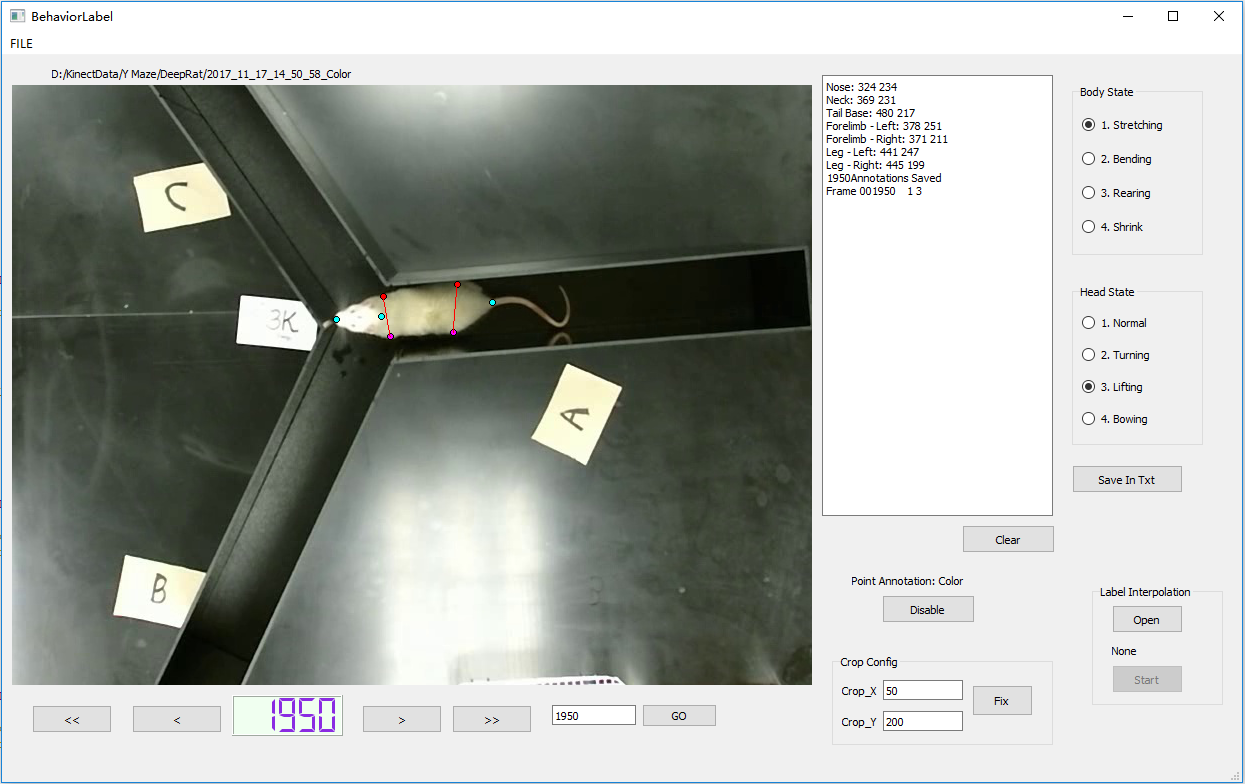 BehaviorLabel
FILE
D:/KinectData/Y Maze/DeepRat/2017_11_17_14_50_58_Color
C
3K
A
B
<<
<
1950
>
>>
1950
GO
Nose: 324 234
Neck: 369 231
Tail Base: 480 217
Forelimb - Left: 378 251
Forelimb - Right: 371 211
Leg - Left: 441 247
Leg - Right: 445 199
1950Annotations Saved
Frame 001950 1 3
Clear
Point Annotation: Color
Disable
Crop Config
Crop_X 50
Crop_Y 200
Fix
Body State
1. Stretching
2. Bending
3. Rearing
4. Shrink
Head State
1. Normal
2. Turning
3. Lifting
4. Bowing
Save In Txt
Label Interpolation
Open
None
Start